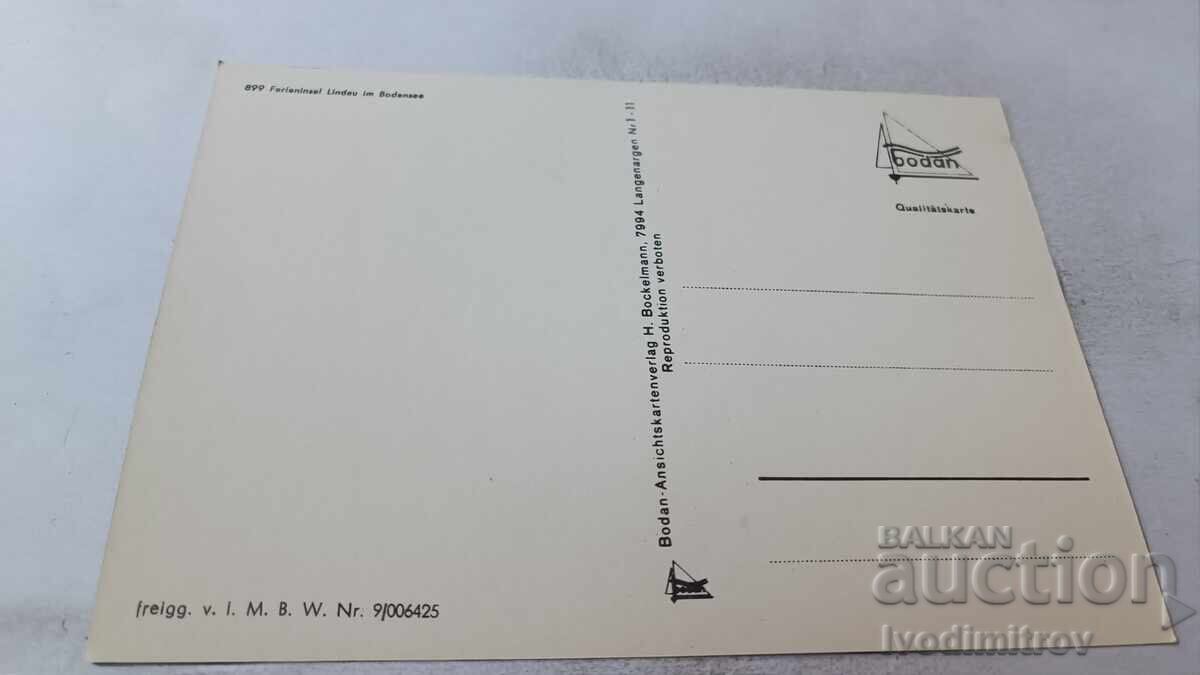 899 Ferieninsel Lindau im Bodensee
freigg. v. I. M. B. W. Nr. 9/006425
Bodan-Ansichtskartenverlag H. Bockelmann, 7994 Langenargen Nr 1-11
Reproduktion verboten
bodan
Qualitätskarte
BALKAN
auction
Ivodimitrov